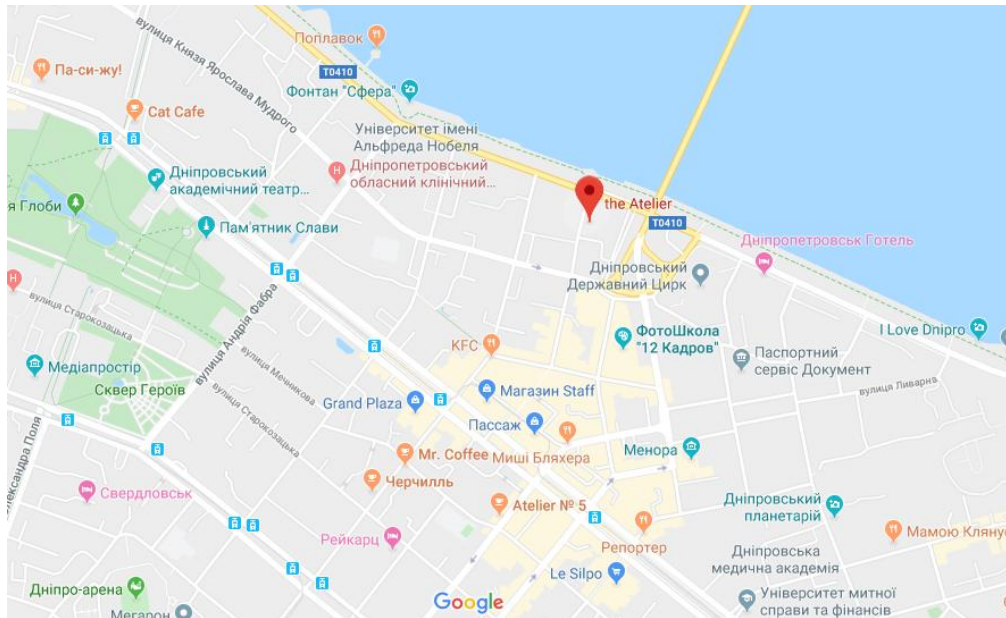 вулиця Князя Ярослава Мудрого
Поплавок
T0410
Па-си-жу!
Фонтан "Сфера"
Cat Cafe
Університет імені
Альфреда Нобеля
Дніпропетровський
обласний клінічний...
Дніпровський
академічний театр...
я Глоби
the Atelier
T0410
Пам'ятник Слави
Дніпропетровськ Готель
Дніпровський
Державний Цирк
вулиця Старокозацька
вулиця Андрія Фабра
I Love Dnipro
ФотоШкола
"12 Кадров"
KFC
Паспортний
сервіс Документ
Медіапростір
вулиця Мечникова
Сквер Героїв
Магазин Staff
вулиця Ливарна
Grand Plaza
вулиця Старокозацька
Пассаж
Менора
Mr. Coffee
Миші Бляхера
Олександра Поля
Черчилль
Свердловськ
Atelier № 5
Дніпровський
планетарій
Мамою Кляну
Рейкарц
Репортер
Дніпровська
медична академія
Le Silpo
Дніпро-арена
Університет митної
справи та фінансів
Google
Мегарон